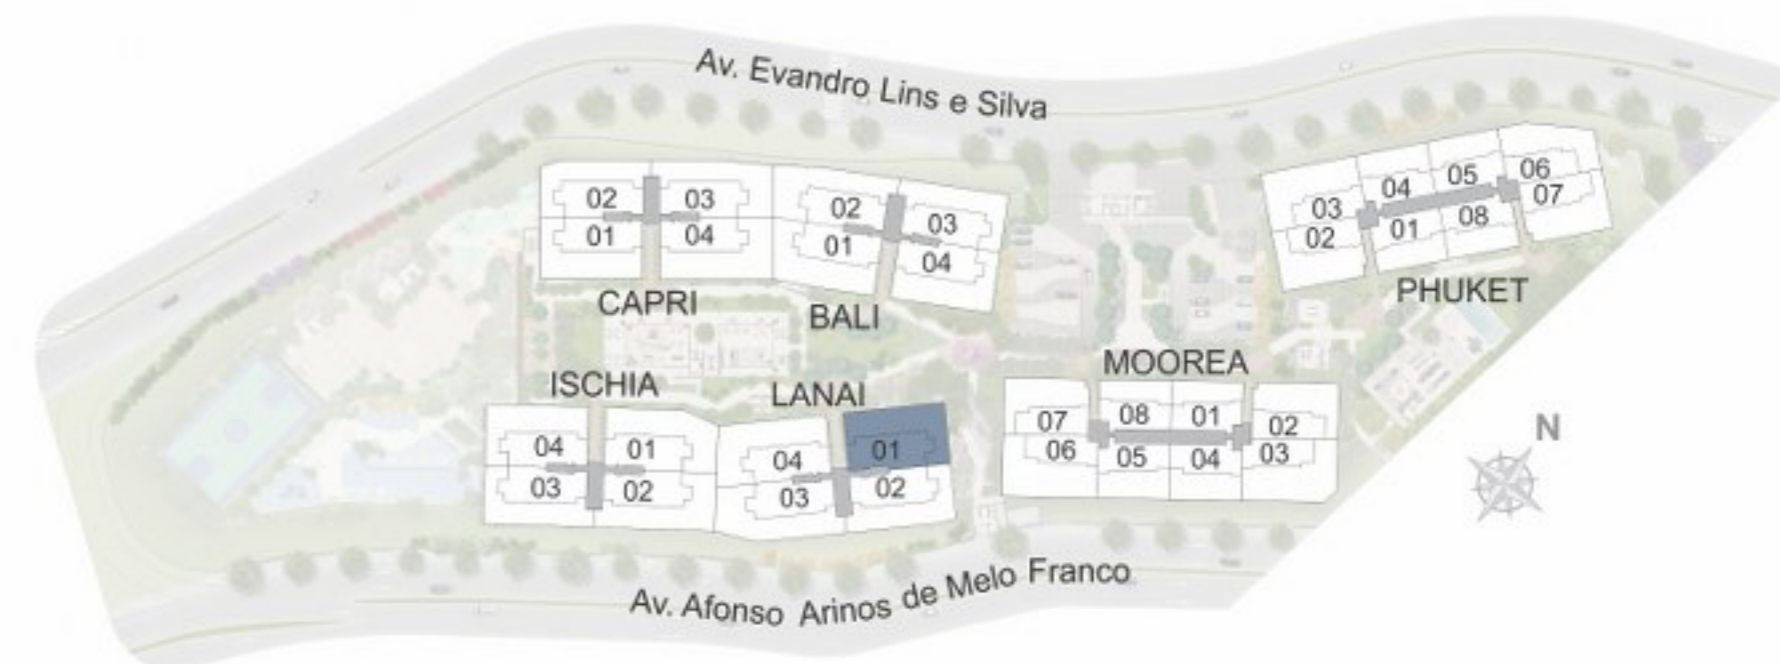 Av. Evandro Lins e Silva
02 03
01 04
CAPRI
02 03
01 04
BALI
03 04 05 06
02 01 08 07
PHUKET
ISCHIA
04 01
03 02
LANAI
04 01
03 02
MOOREA
07 08 01 02
06 05 04 03
N
Av. Afonso Arinos de Melo Franco